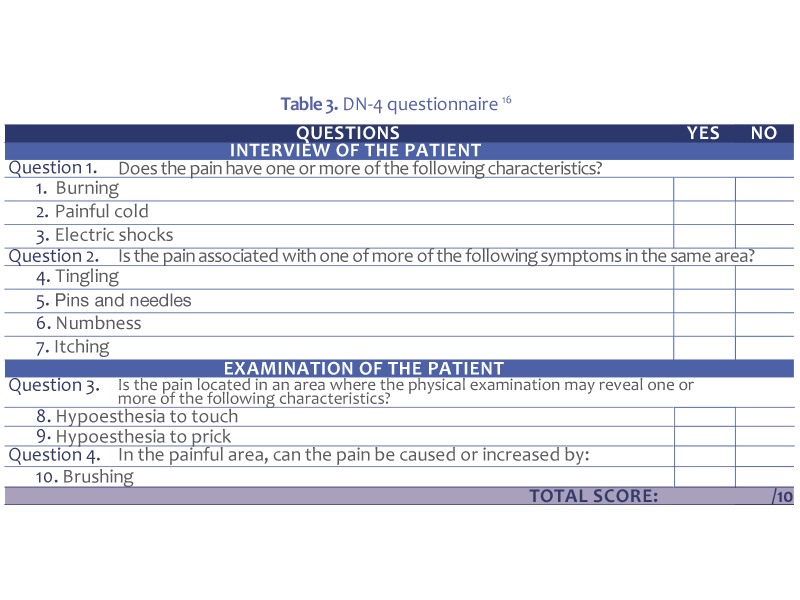 Table 3. DN-4 questionnaire 16
QUESTIONS YES NO
INTERVIEW OF THE PATIENT
Question 1. Does the pain have one or more of the following characteristics?
1. Burning
2. Painful cold
3. Electric shocks
Question 2. Is the pain associated with one of more of the following symptoms in the same area?
4. Tingling
5. Pins and needles
6. Numbness
7. Itching
EXAMINATION OF THE PATIENT
Question 3. Is the pain located in an area where the physical examination may reveal one or
more of the following characteristics?
8. Hypoesthesia to touch
9. Hypoesthesia to prick
Question 4. In the painful area, can the pain be caused or increased by:
10. Brushing
TOTAL SCORE: /10